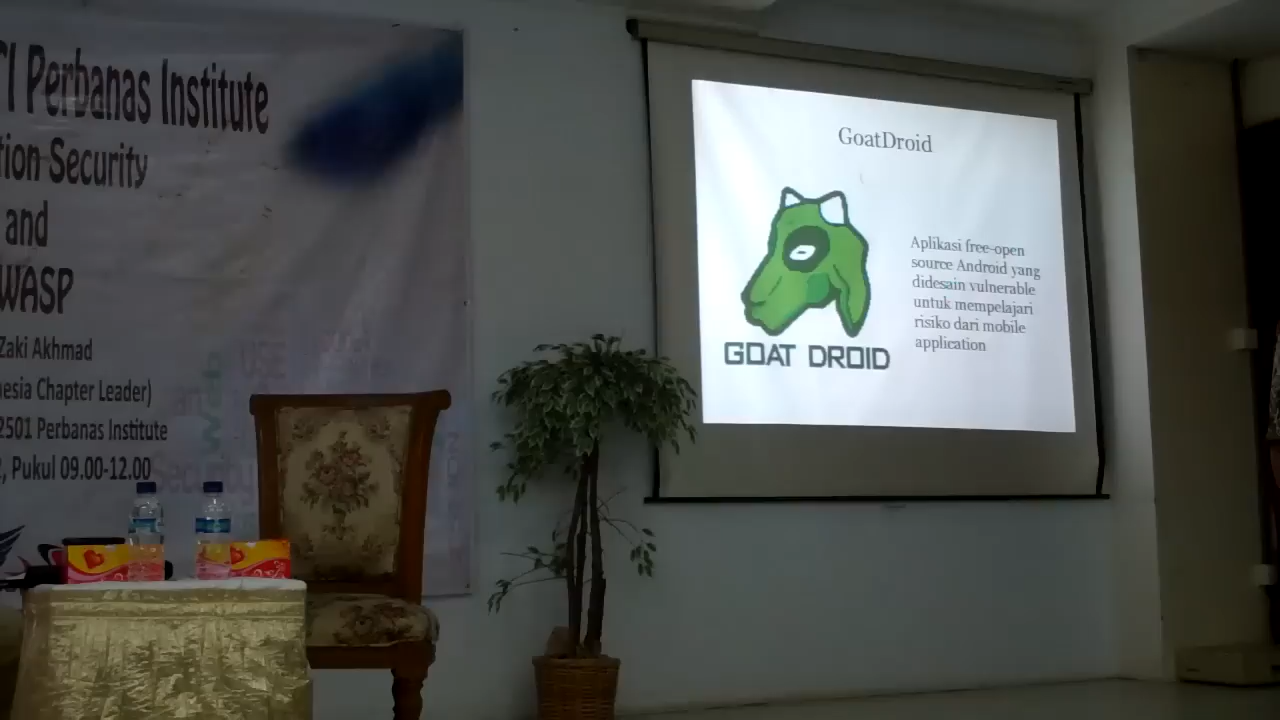 TI Perbanas Institute
tion Security
and
WASP
Zaki Akhmad
nesia Chapter Leader)
2501 Perbanas Institute
2, Pukul 09.00-12.00
GoatDroid
GOAT DROID
Aplikasi free-open
source Android yang
didesain vulnerable
untuk mempelajari
risiko dari mobile
application